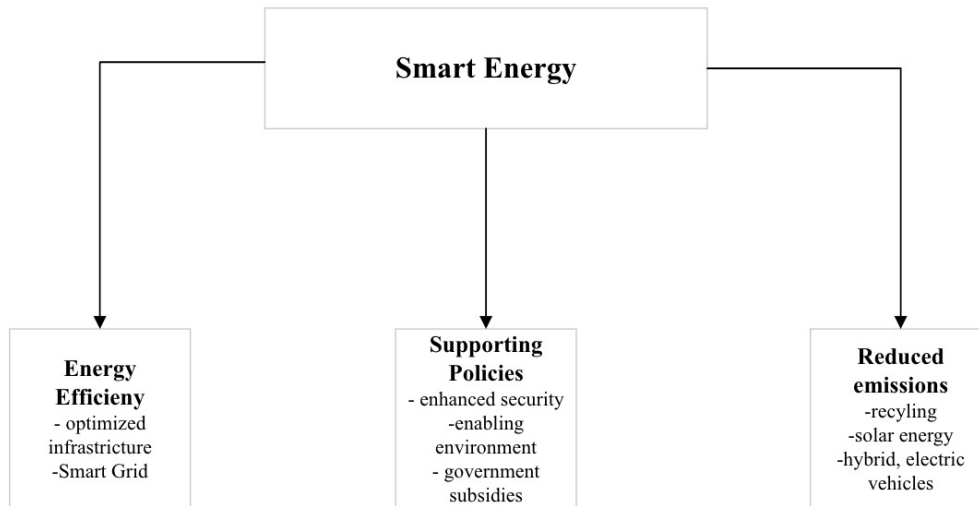 Smart Energy
Energy
Efficieny
- optimized
infrastricture
-Smart Grid
Supporting
Policies
- enhanced security
-enabling
environment
- government
subsidies
Reduced
emissions
-recyling
-solar energy
-hybrid, electric
vehicles